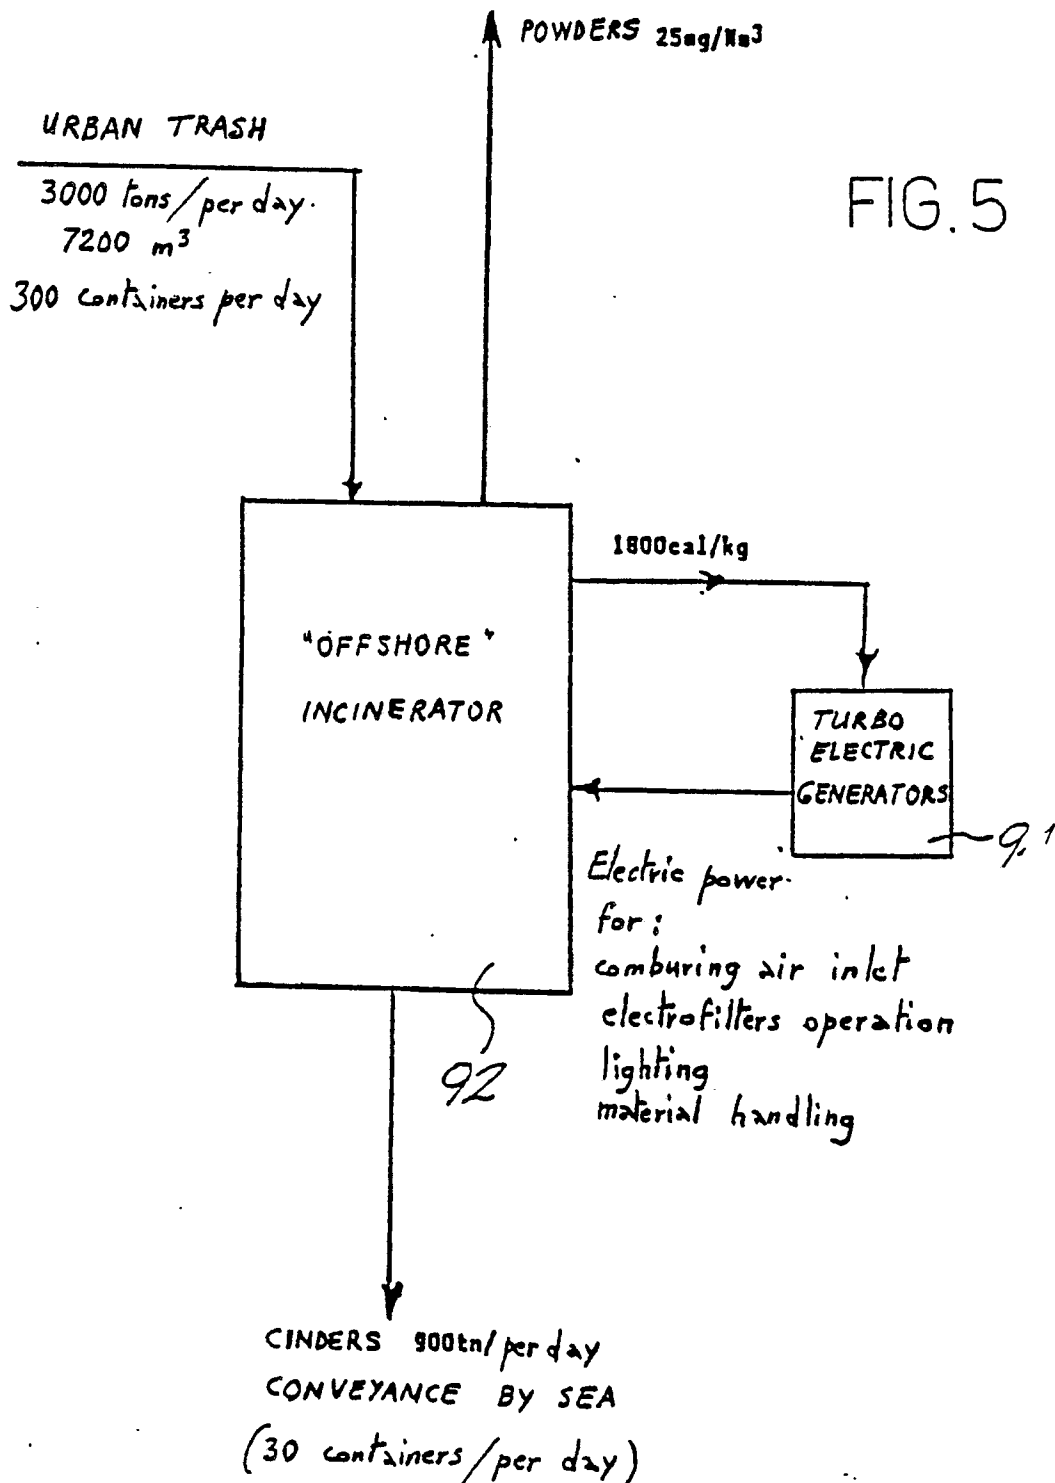 POWDERS 25mg/Nm³
URBAN TRASH
3000 tons/per day.
7200 m³
300 containers per day
FIG. 5
1800cal/kg
"OFFSHORE"
INCINERATOR
TURBO
ELECTRIC
GENERATORS
91
Electric power
for:
comburing air inlet
electrofilters operation
lighting
material handling
92
CINDERS 900tn/per day
CONVEYANCE BY SEA
(30 containers/per day)